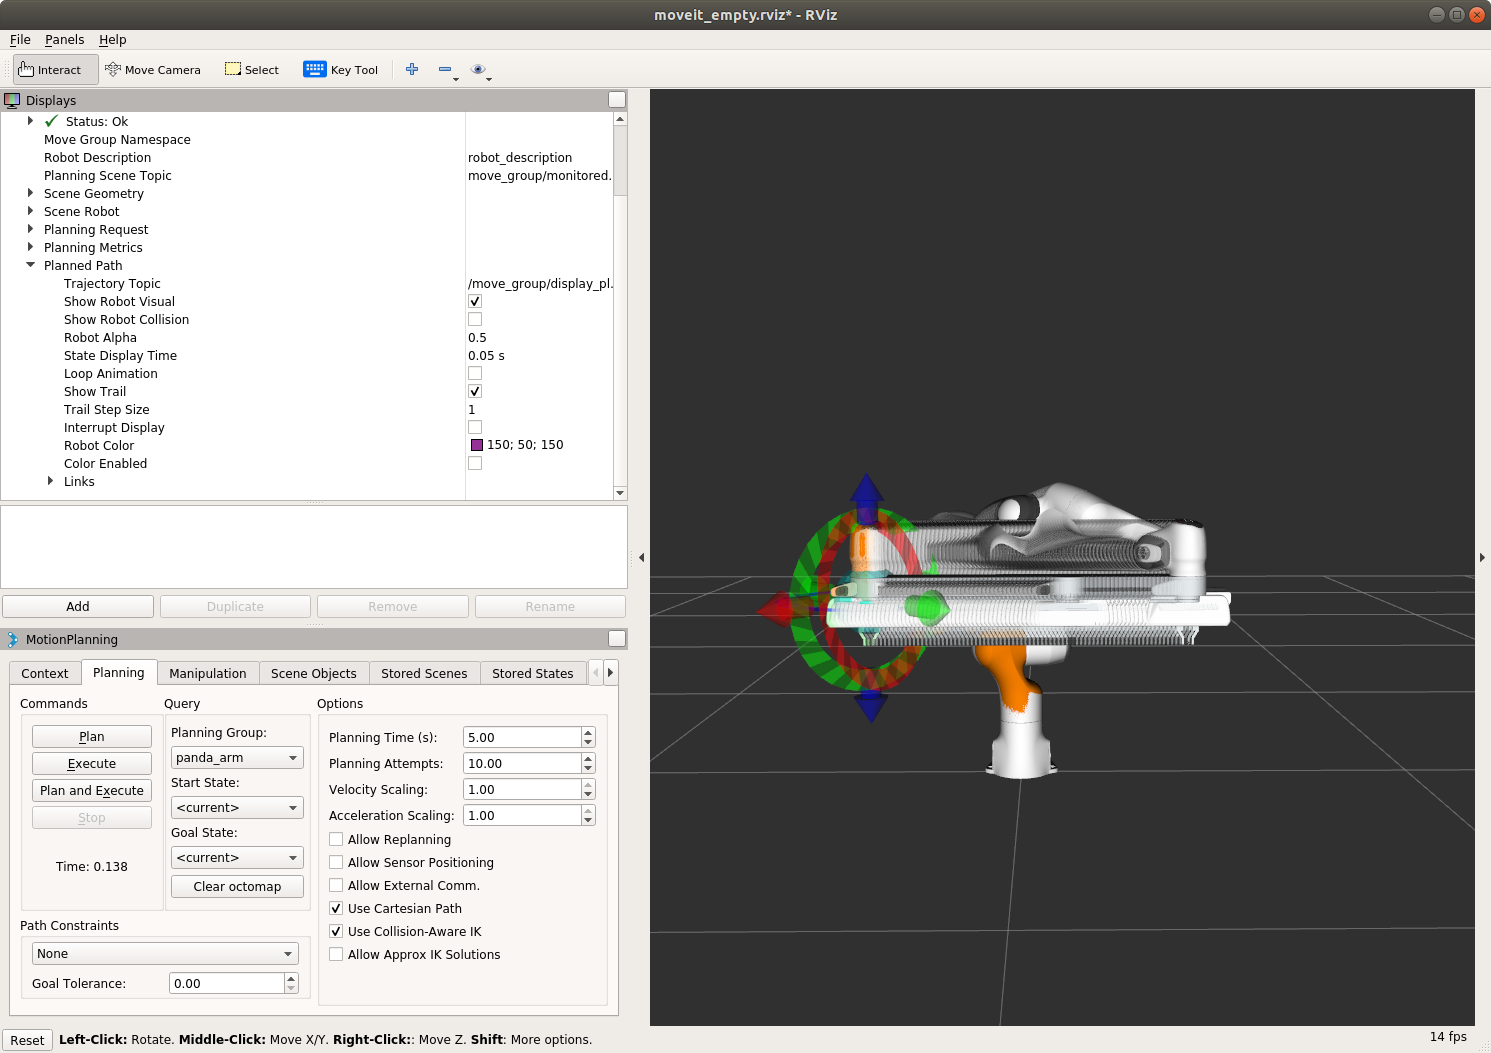 moveit_empty.rviz* - RViz
File Panels Help
Interact Move Camera Select Key Tool
Displays
Status: Ok
Move Group Namespace
Robot Description robot_description
Planning Scene Topic move_group/monitored.
Scene Geometry
Scene Robot
Planning Request
Planning Metrics
Planned Path
Trajectory Topic /move_group/display_pl.
Show Robot Visual
Show Robot Collision
Robot Alpha 0.5
State Display Time 0.05 s
Loop Animation
Show Trail
Trail Step Size 1
Interrupt Display
Robot Color 150; 50; 150
Color Enabled
Links
Add Duplicate Remove Rename
MotionPlanning
Context Planning Manipulation Scene Objects Stored Scenes Stored States
Commands
Plan
Execute
Plan and Execute
Stop
Time: 0.138
Query
Planning Group:
panda_arm
Start State:
<current>
Goal State:
<current>
Clear octomap
Path Constraints
None
Goal Tolerance: 0.00
Options
Planning Time (s): 5.00
Planning Attempts: 10.00
Velocity Scaling: 1.00
Acceleration Scaling: 1.00
Allow Replanning
Allow Sensor Positioning
Allow External Comm.
Use Cartesian Path
Use Collision-Aware IK
Allow Approx IK Solutions
Reset Left-Click: Rotate. Middle-Click: Move X/Y. Right-Click:: Move Z. Shift: More options. 14 fps